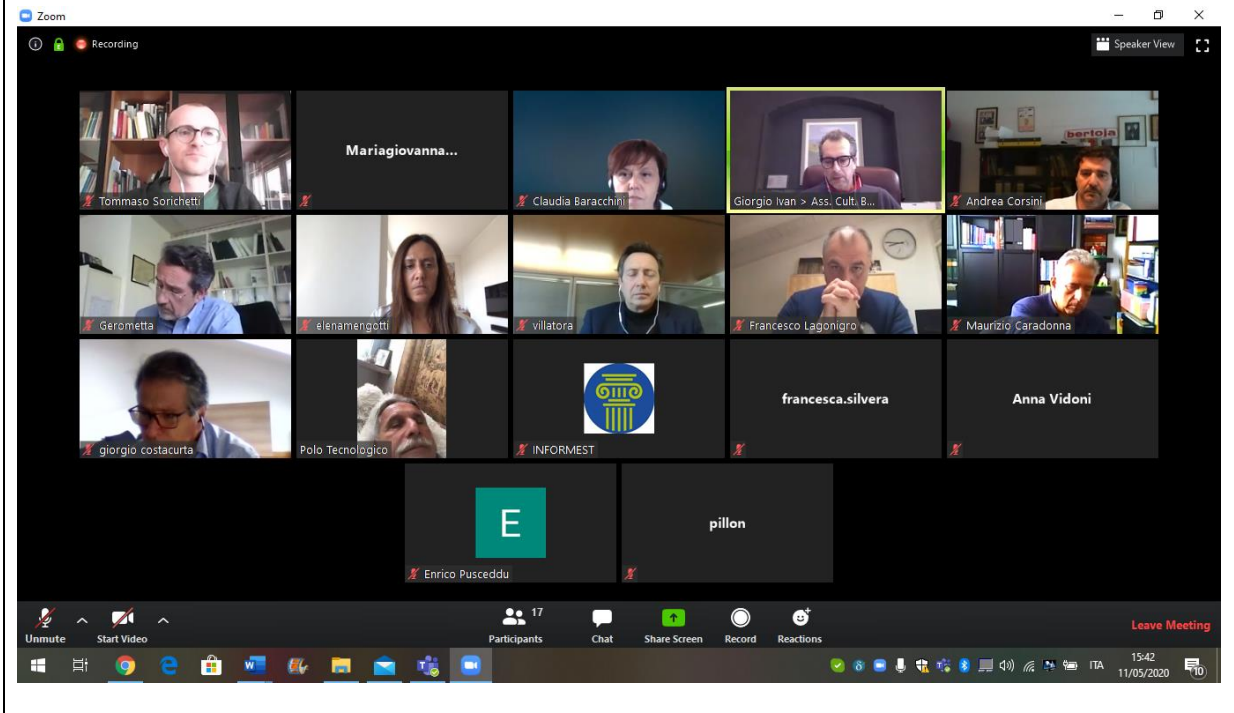 Zoom
Recording
Speaker View
Tommaso Sorichetti
Mariagiovanna...
Claudia Baracchini
Giorgio Ivan > Ass. Cult. B...
bertoja
Andrea Corsini
Gerometta
elenamengotti
villatora
Francesco Lagonigro
Maurizio Caradonna
giorgio costacurta
Polo Tecnologico
INFORMEST
francesca.silvera
Anna Vidoni
E
Enrico Pusceddu
pillon
Unmute
Start Video
17
Participants
Chat
Share Screen
Record
Reactions
Leave Meeting
ITA
15:42
11/05/2020
10